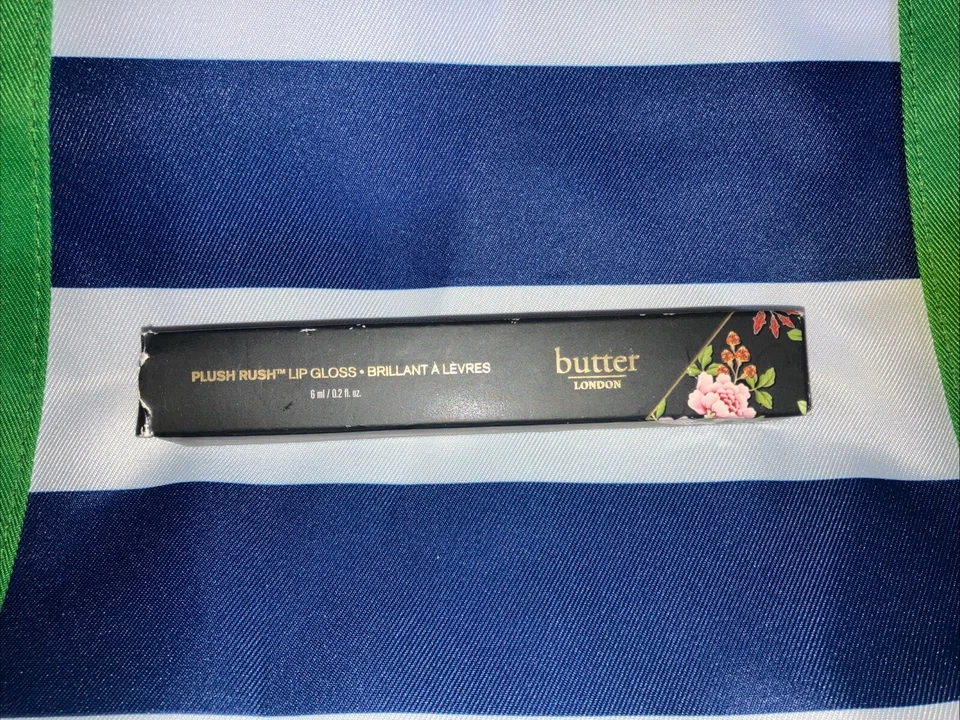 PLUSH RUSH™ LIP GLOSS • BRILLANT À LÈVRES
6 ml / 0.2 fl. oz.
butter
LONDON